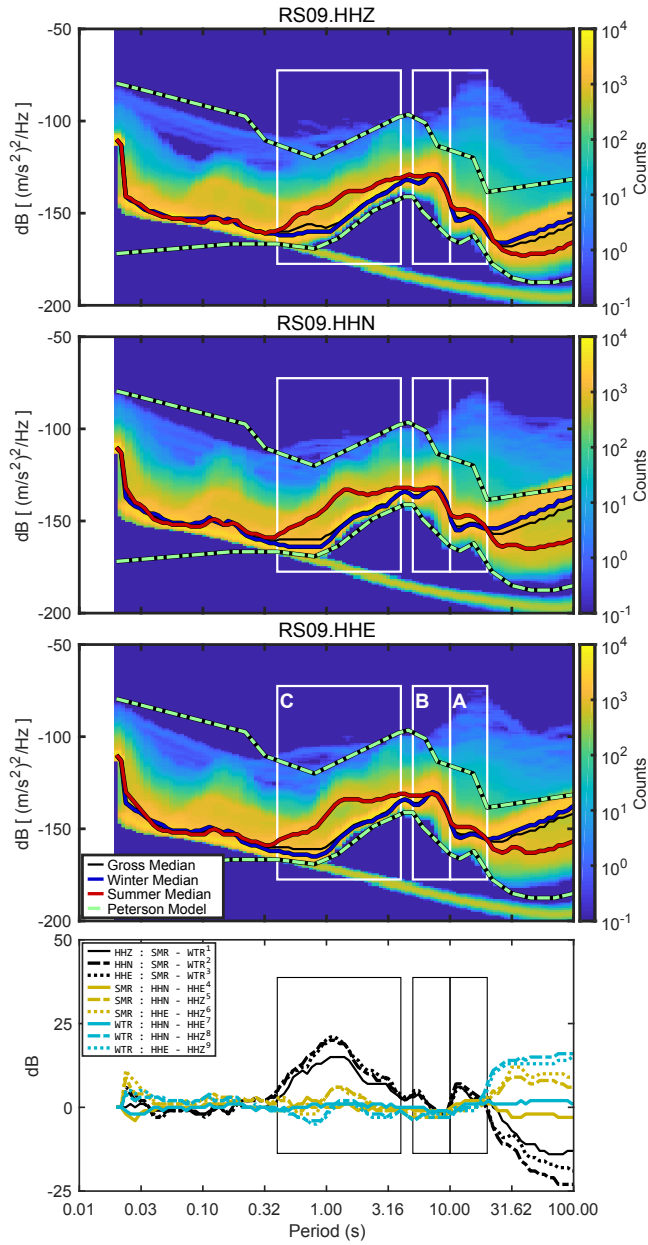 RS09.HHZ
-50
-100
-150
-200
dB [ (m/s²)²/Hz]
10⁴
10³
10²
10¹
10⁰
10⁻¹
Counts
RS09.HHN
-50
-100
-150
-200
dB [ (m/s²)²/Hz]
10⁴
10³
10²
10¹
10⁰
10⁻¹
Counts
RS09.HHE
-50
-100
-150
-200
dB [ (m/s²)²/Hz]
C
B
A
Gross Median
Winter Median
Summer Median
Peterson Model
10⁴
10³
10²
10¹
10⁰
10⁻¹
Counts
50
25
0
-25
dB
HHZ : SMR - WTR¹
HHN : SMR - WTR²
HHE : SMR - WTR³
SMR : HHN - HHE⁴
SMR : HHN - HHZ⁵
SMR : HHE - HHZ⁶
WTR : HHN - HHE⁷
WTR : HHN - HHZ⁸
WTR : HHE - HHZ⁹
0.01 0.03 0.10 0.32 1.00 3.16 10.00 31.62 100.00
Period (s)